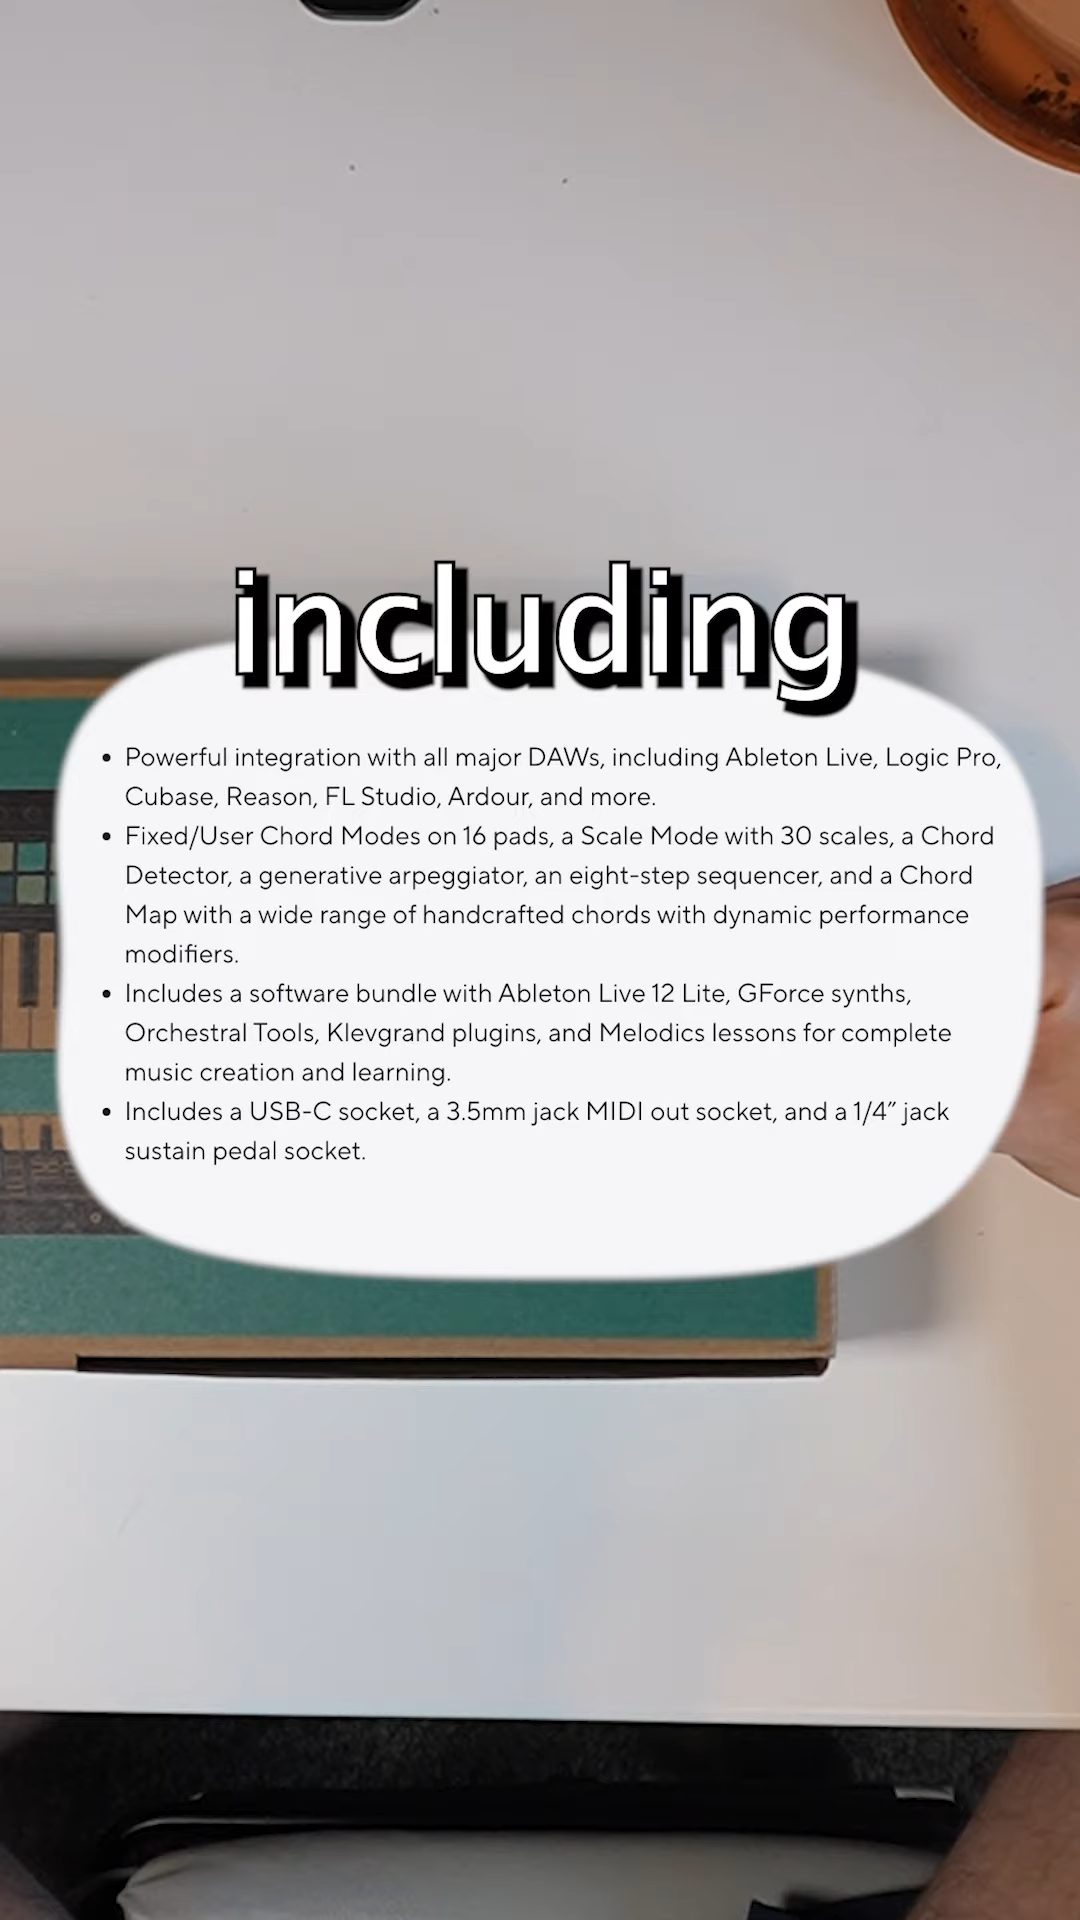 including
• Powerful integration with all major DAWs, including Ableton Live, Logic Pro,
Cubase, Reason, FL Studio, Ardour, and more.
• Fixed/User Chord Modes on 16 pads, a Scale Mode with 30 scales, a Chord
Detector, a generative arpeggiator, an eight-step sequencer, and a Chord
Map with a wide range of handcrafted chords with dynamic performance
modifiers.
• Includes a software bundle with Ableton Live 12 Lite, GForce synths,
Orchestral Tools, Klevgrand plugins, and Melodics lessons for complete
music creation and learning.
• Includes a USB-C socket, a 3.5mm jack MIDI out socket, and a 1/4” jack
sustain pedal socket.